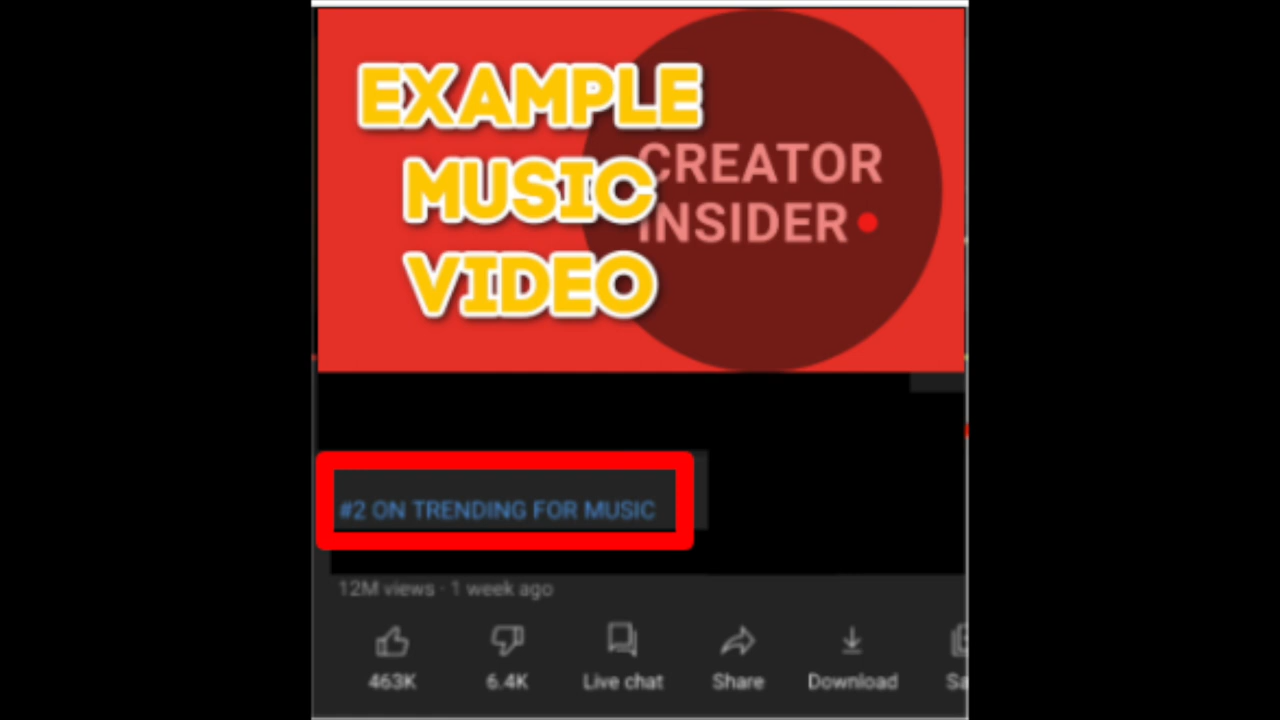 EXAMPLE
MUSIC
VIDEO
CREATOR
INSIDER
#2 ON TRENDING FOR MUSIC
12M views · 1 week ago
463K 6.4K Live chat Share Download